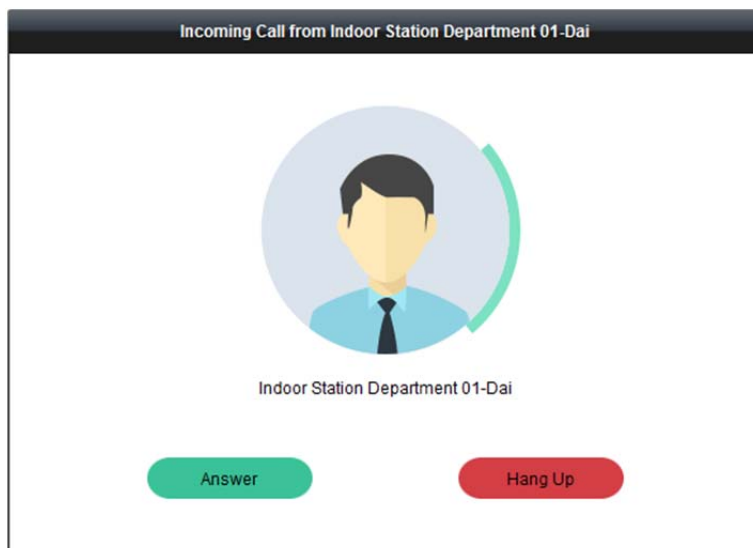 Incoming Call from Indoor Station Department 01-Dai
Indoor Station Department 01-Dai
Answer
Hang Up